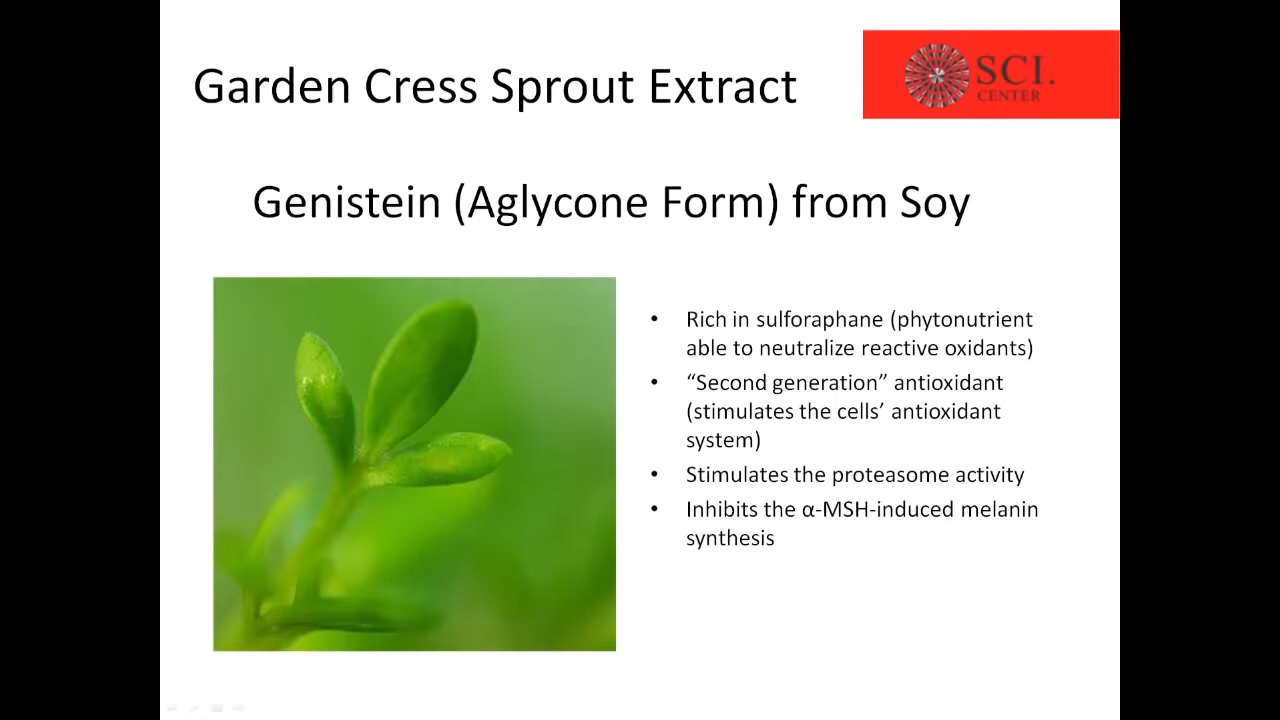 Garden Cress Sprout Extract
SCI.
CENTER
Genistein (Aglycone Form) from Soy
• Rich in sulforaphane (phytonutrient
able to neutralize reactive oxidants)
• “Second generation” antioxidant
(stimulates the cells’ antioxidant
system)
• Stimulates the proteasome activity
• Inhibits the α-MSH-induced melanin
synthesis